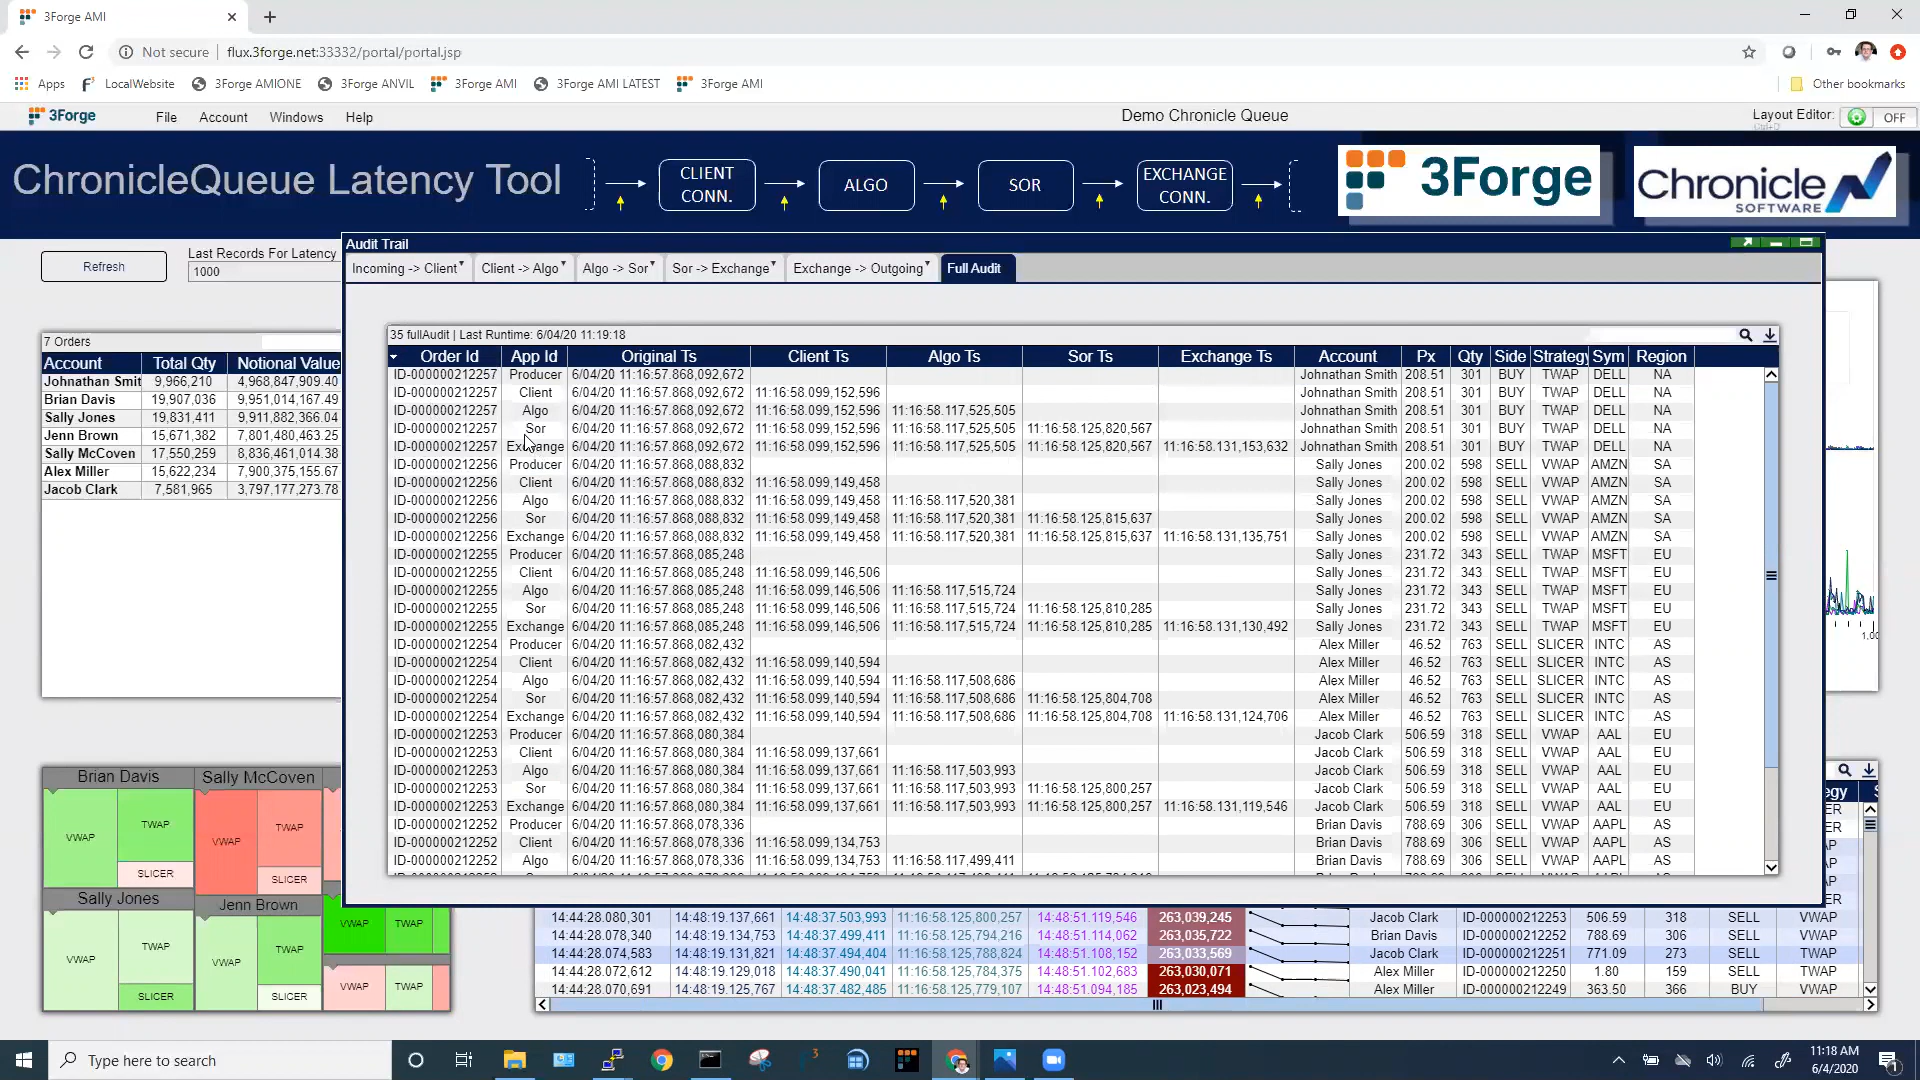 3Forge AMI
Not secure | flux.3forge.net:33332/portal/portal.jsp
Apps LocalWebsite 3Forge AMIONE 3Forge ANVIL 3Forge AMI 3Forge AMI LATEST 3Forge AMI Other bookmarks
3Forge File Account Windows Help Demo Chronicle Queue Layout Editor: OFF
ChronicleQueue Latency Tool
CLIENT CONN. ALGO SOR EXCHANGE CONN.
3Forge
Chronicle SOFTWARE
Refresh
Last Records For Latency
1000
Audit Trail
Incoming -> Client Client -> Algo Algo -> Sor Sor -> Exchange Exchange -> Outgoing Full Audit
35 fullAudit | Last Runtime: 6/04/20 11:19:18
Order Id App Id Original Ts Client Ts Algo Ts Sor Ts Exchange Ts Account Px Qty Side Strategy Sym Region
ID-000000212257 Producer 6/04/20 11:16:57.868,092,672 Johnathan Smith 208.51 301 BUY TWAP DELL NA
ID-000000212257 Client 6/04/20 11:16:57.868,092,672 11:16:58.099,152,596 Johnathan Smith 208.51 301 BUY TWAP DELL NA
ID-000000212257 Algo 6/04/20 11:16:57.868,092,672 11:16:58.099,152,596 11:16:58.117,525,505 Johnathan Smith 208.51 301 BUY TWAP DELL NA
ID-000000212257 Sor 6/04/20 11:16:57.868,092,672 11:16:58.099,152,596 11:16:58.117,525,505 11:16:58.125,820,567 Johnathan Smith 208.51 301 BUY TWAP DELL NA
ID-000000212257 Exchange 6/04/20 11:16:57.868,092,672 11:16:58.099,152,596 11:16:58.117,525,505 11:16:58.125,820,567 11:16:58.131,153,632 Johnathan Smith 208.51 301 BUY TWAP DELL NA
ID-000000212256 Producer 6/04/20 11:16:57.868,088,832 Sally Jones 200.02 598 SELL VWAP AMZN SA
ID-000000212256 Client 6/04/20 11:16:57.868,088,832 11:16:58.099,149,458 Sally Jones 200.02 598 SELL VWAP AMZN SA
ID-000000212256 Algo 6/04/20 11:16:57.868,088,832 11:16:58.099,149,458 11:16:58.117,520,381 Sally Jones 200.02 598 SELL VWAP AMZN SA
ID-000000212256 Sor 6/04/20 11:16:57.868,088,832 11:16:58.099,149,458 11:16:58.117,520,381 11:16:58.125,815,637 Sally Jones 200.02 598 SELL VWAP AMZN SA
ID-000000212256 Exchange 6/04/20 11:16:57.868,088,832 11:16:58.099,149,458 11:16:58.117,520,381 11:16:58.125,815,637 11:16:58.131,135,751 Sally Jones 200.02 598 SELL VWAP AMZN SA
ID-000000212255 Producer 6/04/20 11:16:57.868,085,248 Sally Jones 231.72 343 SELL TWAP MSFT EU
ID-000000212255 Client 6/04/20 11:16:57.868,085,248 11:16:58.099,146,506 Sally Jones 231.72 343 SELL TWAP MSFT EU
ID-000000212255 Algo 6/04/20 11:16:57.868,085,248 11:16:58.099,146,506 11:16:58.117,515,724 Sally Jones 231.72 343 SELL TWAP MSFT EU
ID-000000212255 Sor 6/04/20 11:16:57.868,085,248 11:16:58.099,146,506 11:16:58.117,515,724 11:16:58.125,810,285 Sally Jones 231.72 343 SELL TWAP MSFT EU
ID-000000212255 Exchange 6/04/20 11:16:57.868,085,248 11:16:58.099,146,506 11:16:58.117,515,724 11:16:58.125,810,285 11:16:58.131,130,492 Sally Jones 231.72 343 SELL TWAP MSFT EU
ID-000000212254 Producer 6/04/20 11:16:57.868,082,432 Alex Miller 46.52 763 SELL SLICER INTC AS
ID-000000212254 Client 6/04/20 11:16:57.868,082,432 11:16:58.099,140,594 Alex Miller 46.52 763 SELL SLICER INTC AS
ID-000000212254 Algo 6/04/20 11:16:57.868,082,432 11:16:58.099,140,594 11:16:58.117,508,686 Alex Miller 46.52 763 SELL SLICER INTC AS
ID-000000212254 Sor 6/04/20 11:16:57.868,082,432 11:16:58.099,140,594 11:16:58.117,508,686 11:16:58.125,804,708 Alex Miller 46.52 763 SELL SLICER INTC AS
ID-000000212254 Exchange 6/04/20 11:16:57.868,082,432 11:16:58.099,140,594 11:16:58.117,508,686 11:16:58.125,804,708 11:16:58.131,124,706 Alex Miller 46.52 763 SELL SLICER INTC AS
ID-000000212253 Producer 6/04/20 11:16:57.868,080,384 Jacob Clark 506.59 318 SELL VWAP AAL EU
ID-000000212253 Client 6/04/20 11:16:57.868,080,384 11:16:58.099,137,661 Jacob Clark 506.59 318 SELL VWAP AAL EU
ID-000000212253 Algo 6/04/20 11:16:57.868,080,384 11:16:58.099,137,661 11:16:58.117,503,993 Jacob Clark 506.59 318 SELL VWAP AAL EU
ID-000000212253 Sor 6/04/20 11:16:57.868,080,384 11:16:58.099,137,661 11:16:58.117,503,993 11:16:58.125,800,257 Jacob Clark 506.59 318 SELL VWAP AAL EU
ID-000000212253 Exchange 6/04/20 11:16:57.868,080,384 11:16:58.099,137,661 11:16:58.117,503,993 11:16:58.125,800,257 11:16:58.131,119,546 Jacob Clark 506.59 318 SELL VWAP AAL EU
ID-000000212252 Producer 6/04/20 11:16:57.868,078,336 Brian Davis 788.69 306 SELL VWAP AAPL AS
ID-000000212252 Client 6/04/20 11:16:57.868,078,336 11:16:58.099,134,753 Brian Davis 788.69 306 SELL VWAP AAPL AS
ID-000000212252 Algo 6/04/20 11:16:57.868,078,336 11:16:58.099,134,753 11:16:58.117,499,411 Brian Davis 788.69 306 SELL VWAP AAPL AS
7 Orders
Account Total Qty Notional Value
Johnathan Smit 9,966,210 4,968,847,909.40
Brian Davis 19,907,036 9,951,014,167.49
Sally Jones 19,831,411 9,911,882,366.04
Jenn Brown 15,671,382 7,801,480,463.25
Sally McCoven 17,550,259 8,836,461,014.38
Alex Miller 15,622,234 7,900,375,155.67
Jacob Clark 7,581,965 3,797,177,273.78
1.00
Brian Davis
VWAP TWAP SLICER
Sally McCoven
VWAP TWAP SLICER
Sally Jones
VWAP TWAP SLICER
Jenn Brown
VWAP TWAP SLICER
VWAP TWAP
VWAP TWAP
egy
ER
ER
P
P
ER
14:44:28.080,301 14:48:19.137,661 14:48:37.503,993 11:16:58.125,800,257 14:48:51.119,546 263,039,245 Jacob Clark ID-000000212253 506.59 318 SELL VWAP
14:44:28.078,340 14:48:19.134,753 14:48:37.499,411 11:16:58.125,794,216 14:48:51.114,062 263,035,722 Brian Davis ID-000000212252 788.69 306 SELL VWAP
14:44:28.074,583 14:48:19.131,821 14:48:37.494,404 11:16:58.125,788,824 14:48:51.108,152 263,033,569 Jacob Clark ID-000000212251 771.09 273 SELL TWAP
14:44:28.072,612 14:48:19.129,018 14:48:37.490,041 11:16:58.125,784,375 14:48:51.102,683 263,030,071 Alex Miller ID-000000212250 1.80 159 SELL TWAP
14:44:28.070,691 14:48:19.125,767 14:48:37.482,485 11:16:58.125,779,107 14:48:51.094,185 263,023,494 Alex Miller ID-000000212249 363.50 366 BUY VWAP
Type here to search
11:18 AM
6/4/2020